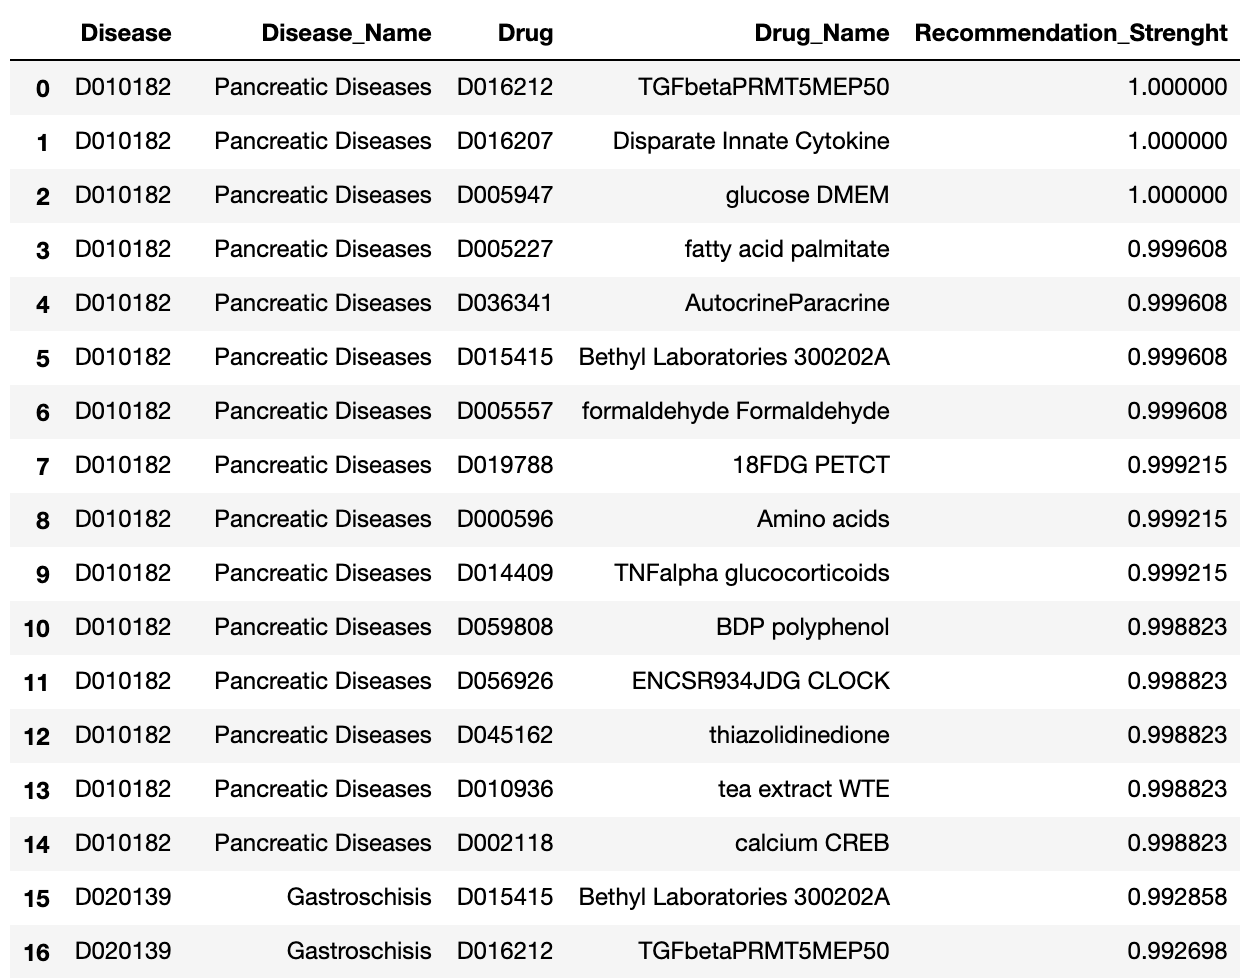 Disease Disease_Name Drug Drug_Name Recommendation_Strenght
0 D010182 Pancreatic Diseases D016212 TGFbetaPRMT5MEP50 1.000000
1 D010182 Pancreatic Diseases D016207 Disparate Innate Cytokine 1.000000
2 D010182 Pancreatic Diseases D005947 glucose DMEM 1.000000
3 D010182 Pancreatic Diseases D005227 fatty acid palmitate 0.999608
4 D010182 Pancreatic Diseases D036341 AutocrineParacrine 0.999608
5 D010182 Pancreatic Diseases D015415 Bethyl Laboratories 300202A 0.999608
6 D010182 Pancreatic Diseases D005557 formaldehyde Formaldehyde 0.999608
7 D010182 Pancreatic Diseases D019788 18FDG PETCT 0.999215
8 D010182 Pancreatic Diseases D000596 Amino acids 0.999215
9 D010182 Pancreatic Diseases D014409 TNFalpha glucocorticoids 0.999215
10 D010182 Pancreatic Diseases D059808 BDP polyphenol 0.998823
11 D010182 Pancreatic Diseases D056926 ENCSR934JDG CLOCK 0.998823
12 D010182 Pancreatic Diseases D045162 thiazolidinedione 0.998823
13 D010182 Pancreatic Diseases D010936 tea extract WTE 0.998823
14 D010182 Pancreatic Diseases D002118 calcium CREB 0.998823
15 D020139 Gastroschisis D015415 Bethyl Laboratories 300202A 0.992858
16 D020139 Gastroschisis D016212 TGFbetaPRMT5MEP50 0.992698